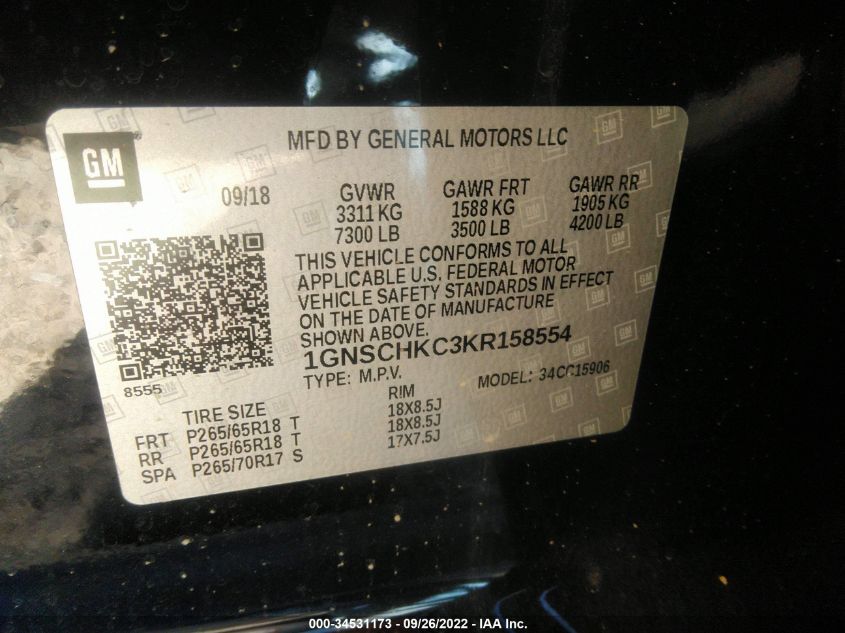 GM
MFD BY GENERAL MOTORS LLC
09/18
GVWR
3311 KG
7300 LB
GAWR FRT
1588 KG
3500 LB
GAWR RR
1905 KG
4200 LB
THIS VEHICLE CONFORMS TO ALL
APPLICABLE U.S. FEDERAL MOTOR
VEHICLE SAFETY STANDARDS IN EFFECT
ON THE DATE OF MANUFACTURE
SHOWN ABOVE.
1GNSCHKC3KR158554
8555
TYPE: M.P.V. MODEL: 34CC15906
TIRE SIZE RIM
FRT P265/65R18 T 18X8.5J
RR P265/65R18 T 18X8.5J
SPA P265/70R17 S 17X7.5J
000-34531173 - 09/26/2022 - IAA Inc.